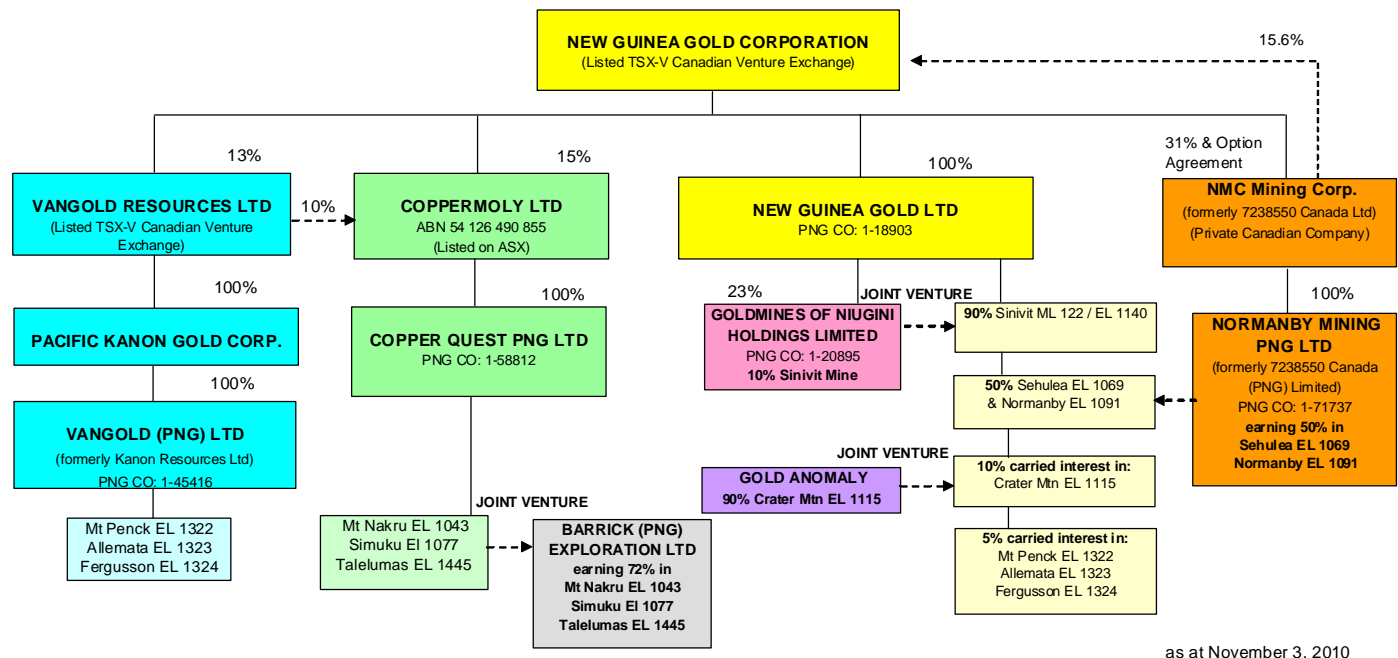 NEW GUINEA GOLD CORPORATION
(Listed TSX-V Canadian Venture Exchange)
15.6%
13%
15%
100%
31% & Option
Agreement
VANGOLD RESOURCES LTD
(Listed TSX-V Canadian Venture
Exchange)
10%
COPPERMOLY LTD
ABN 54 126 490 855
(Listed on ASX)
NEW GUINEA GOLD LTD
PNG CO: 1-18903
NMC Mining Corp.
(formerly 7238550 Canada Ltd)
(Private Canadian Company)
100%
100%
23%
JOINT VENTURE
100%
PACIFIC KANON GOLD CORP.
COPPER QUEST PNG LTD
PNG CO: 1-58812
GOLDMINES OF NIUGINI
HOLDINGS LIMITED
PNG CO: 1-20895
10% Sinivit Mine
90% Sinivit ML 122 / EL 1140
NORMANBY MINING
PNG LTD
(formerly 7238550 Canada
(PNG) Limited)
PNG CO: 1-71737
earning 50% in
Sehulea EL 1069
Normanby EL 1091
100%
50% Sehulea EL 1069
& Normanby EL 1091
VANGOLD (PNG) LTD
(formerly Kanon Resources Ltd)
PNG CO: 1-45416
JOINT VENTURE
GOLD ANOMALY
90% Crater Mtn EL 1115
10% carried interest in:
Crater Mtn EL 1115
Mt Penck EL 1322
Allemata EL 1323
Fergusson EL 1324
Mt Nakru EL 1043
Simuku El 1077
Talelumas EL 1445
JOINT VENTURE
BARRICK (PNG)
EXPLORATION LTD
earning 72% in
Mt Nakru EL 1043
Simuku El 1077
Talelumas EL 1445
5% carried interest in:
Mt Penck EL 1322
Allemata EL 1323
Fergusson EL 1324
as at November 3, 2010